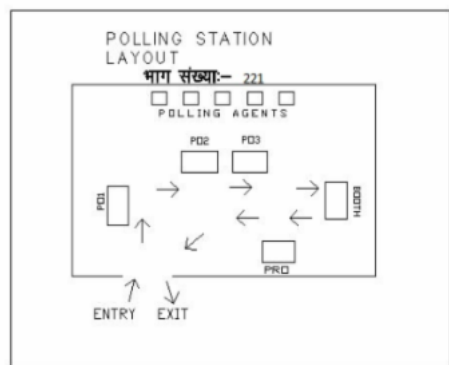 POLLING STATION
LAYOUT
भाग संख्याः- 221
POLLING AGENTS
PO2 PO3
PO1
BOOTH
PRO
ENTRY EXIT